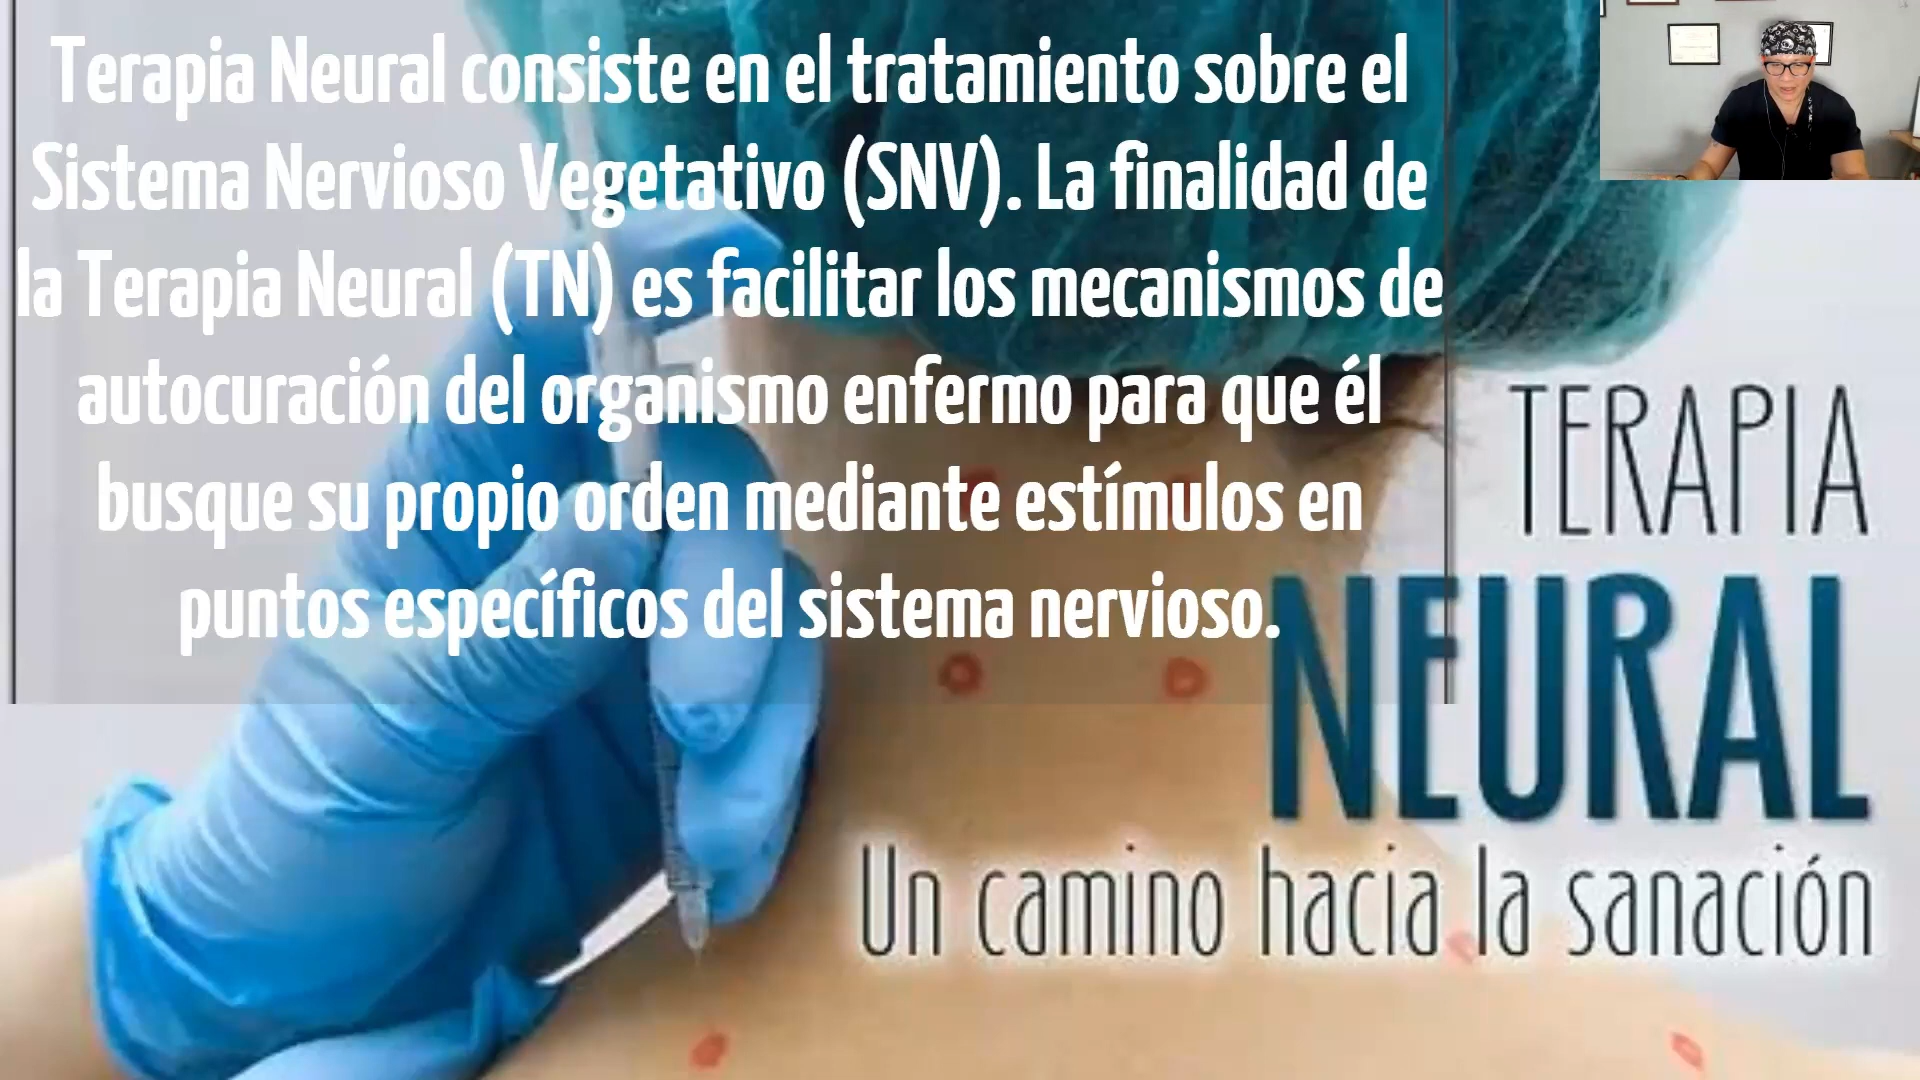 Terapia Neural consiste en el tratamiento sobre el
Sistema Nervioso Vegetativo (SNV). La finalidad de
la Terapia Neural (TN) es facilitar los mecanismos de
autocuración del organismo enfermo para que él
busque su propio orden mediante estímulos en
puntos específicos del sistema nervioso.
TERAPIA
NEURAL
Un camino hacia la sanación